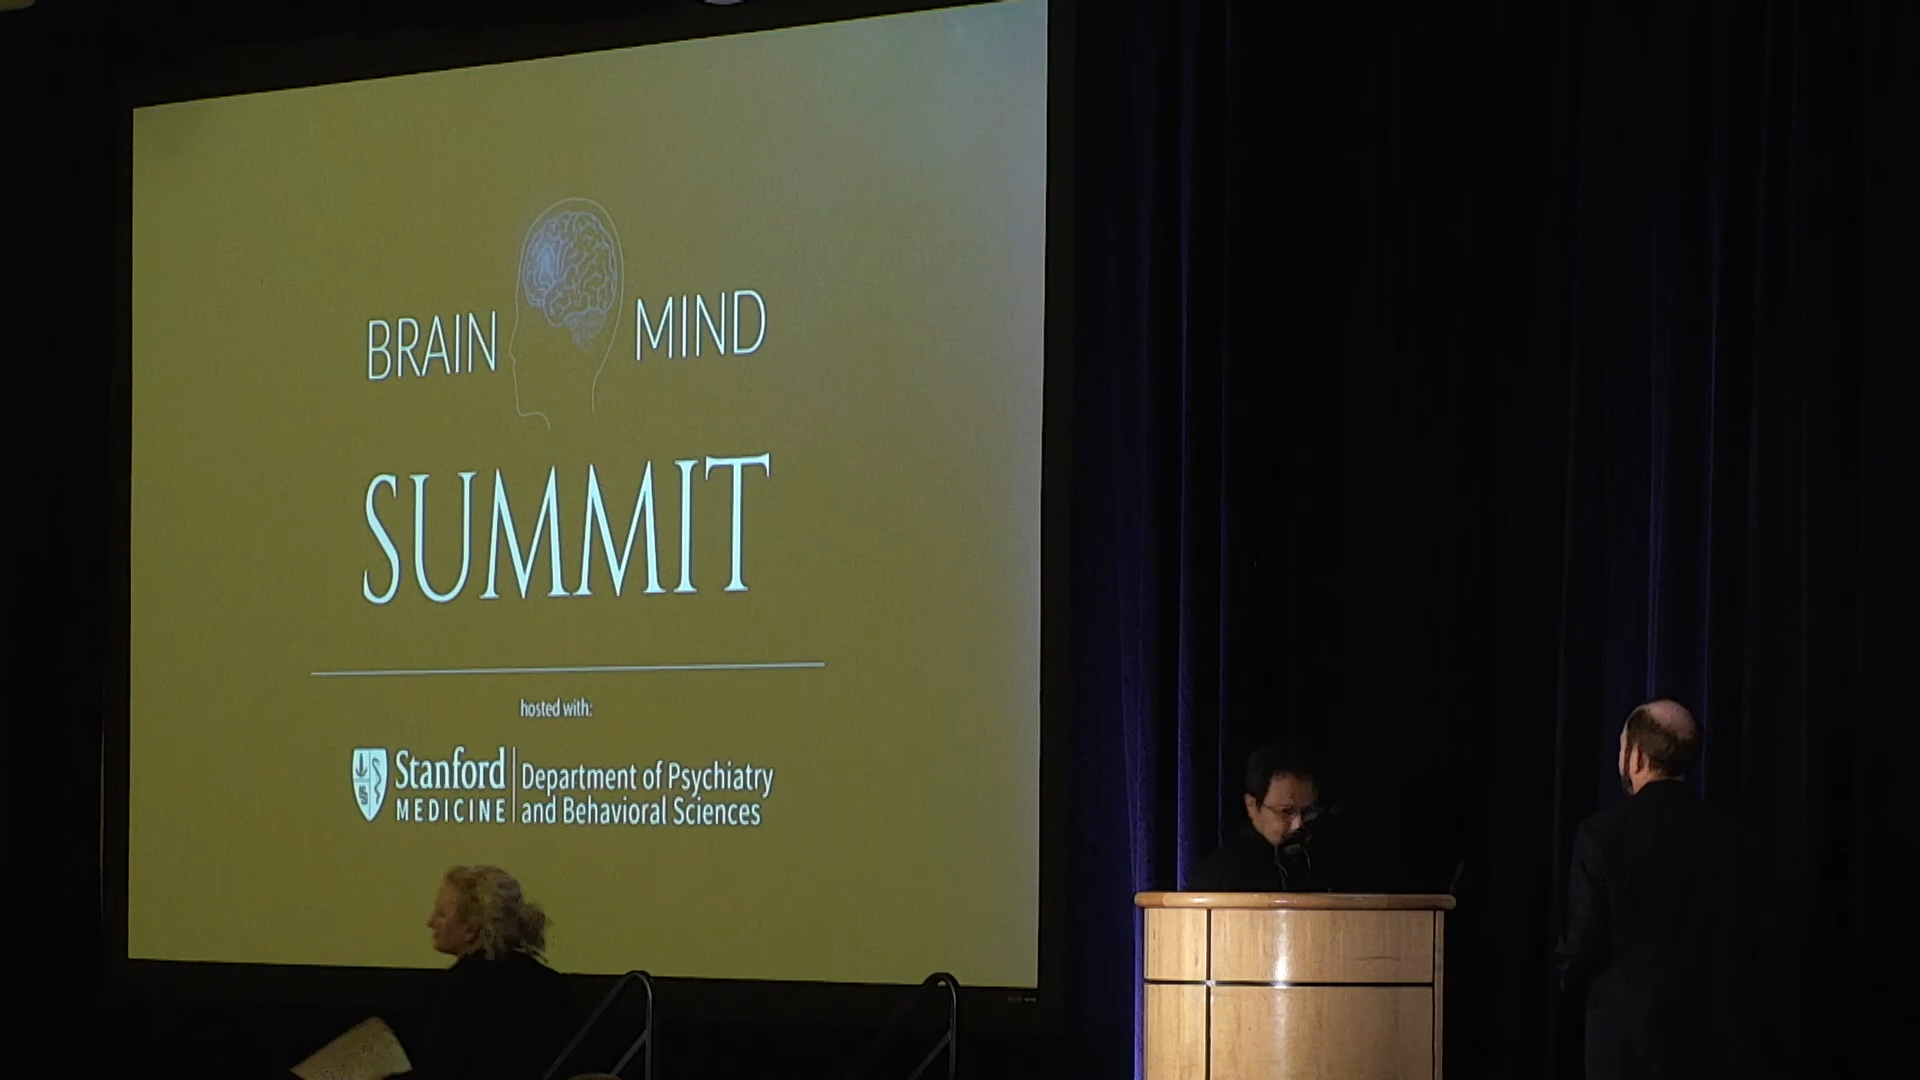 BRAIN MIND
SUMMIT
hosted with:
Stanford MEDICINE
Department of Psychiatry
and Behavioral Sciences